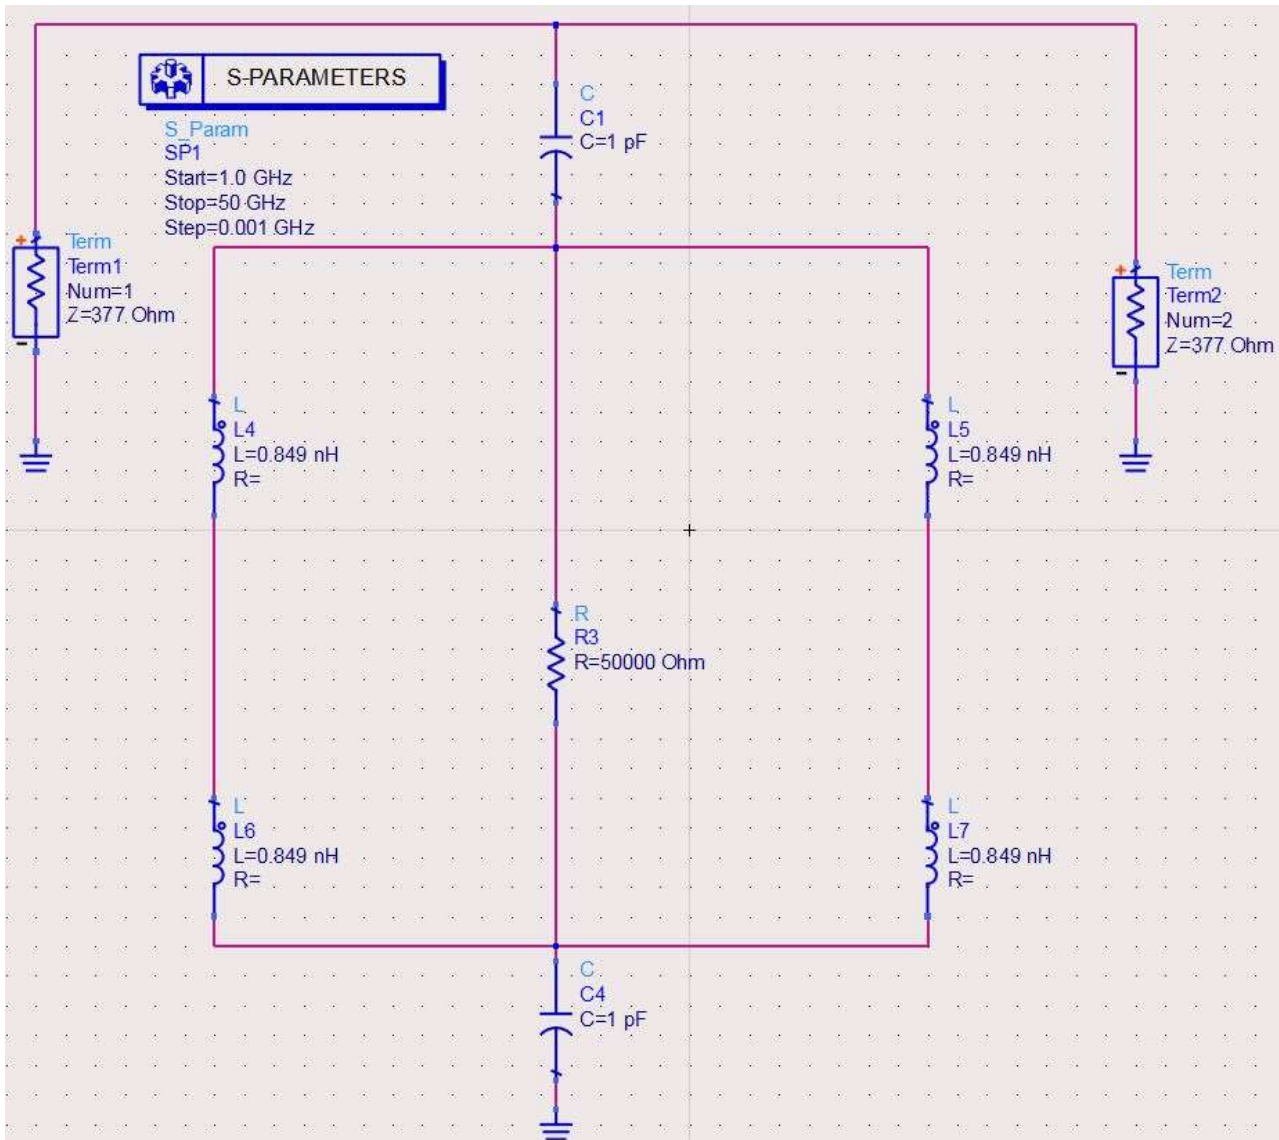 S-PARAMETERS
S_Param
SP1
Start=1.0 GHz
Stop=50 GHz
Step=0.001 GHz
C
C1
C=1 pF
+
Term
Term1
Num=1
Z=377 Ohm
-
+
Term
Term2
Num=2
Z=377 Ohm
-
L
L4
L=0.849 nH
R=
L
L5
L=0.849 nH
R=
R
R3
R=50000 Ohm
L
L6
L=0.849 nH
R=
L
L7
L=0.849 nH
R=
C
C4
C=1 pF